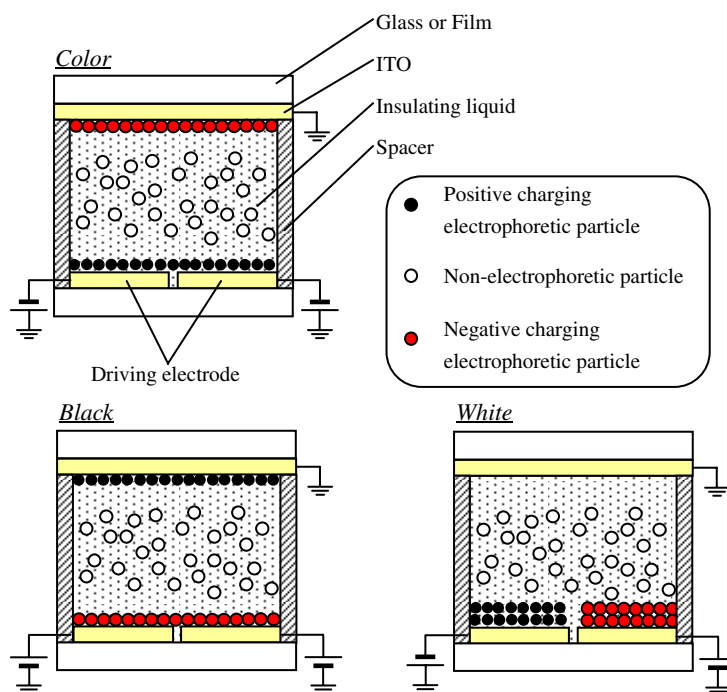 Glass or Film
Color
ITO
Insulating liquid
Spacer
Positive charging
electrophoretic particle
Non-electrophoretic particle
Negative charging
electrophoretic particle
Driving electrode
Black
White